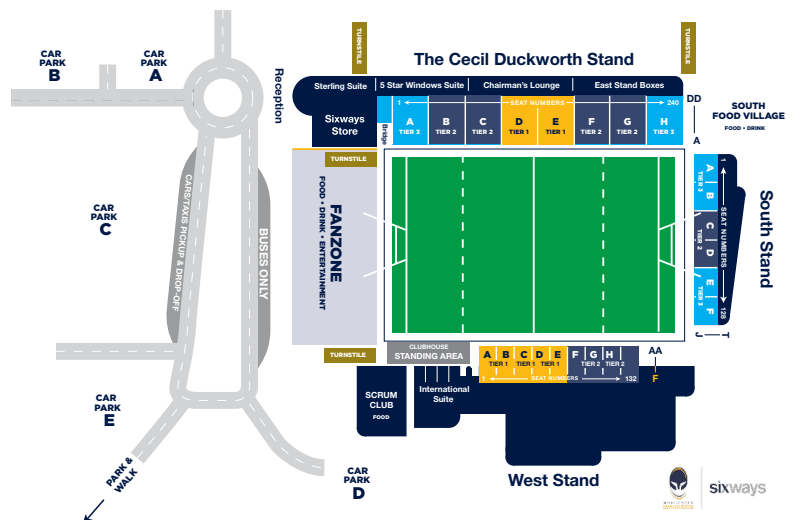 TURNSTILE
TURNSTILE
The Cecil Duckworth Stand
CAR
PARK
B
CAR
PARK
A
Reception
Sterling Suite
5 Star Windows Suite
Chairman's Lounge
East Stand Boxes
Sixways
Store
Bridge
1
SEAT NUMBERS
240
A
TIER 3
B
TIER 2
C
TIER 2
D
TIER 1
E
TIER 1
F
TIER 2
G
TIER 2
H
TIER 3
DD
A
SOUTH
FOOD VILLAGE
FOOD • DRINK
TURNSTILE
FANZONE
FOOD • DRINK • ENTERTAINMENT
CAR
PARK
C
CARS/TAXIS PICKUP & DROP-OFF
BUSES ONLY
A
B
TIER 3
C
D
TIER 2
E
F
TIER 3
1
SEAT NUMBERS
128
South Stand
J
T
TURNSTILE
CLUBHOUSE
STANDING AREA
A
B
C
D
E
F
G
H
TIER 1
TIER 1
TIER 1
TIER 2
TIER 2
1
SEAT NUMBERS
132
AA
F
SCRUM
CLUB
FOOD
International
Suite
West Stand
CAR
PARK
E
PARK &
WALK
CAR
PARK
D
WARRIORS
sixways